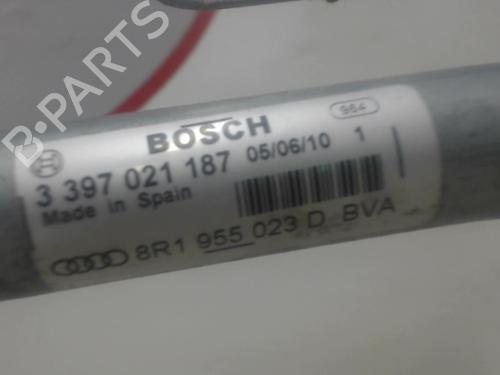 B-PARTS
BOSCH
964
3 397 021 187 05/06/10 1
Made in Spain
8R1 955 023 D BVA